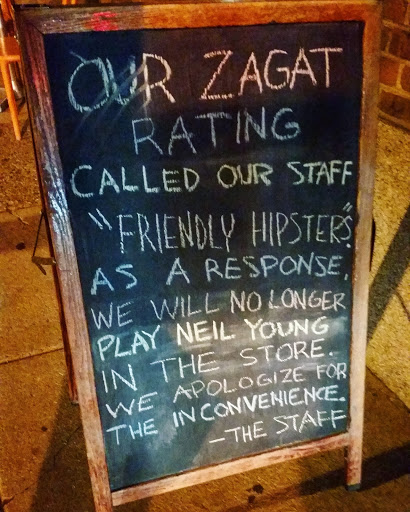 OUR ZAGAT
RATING
CALLED OUR STAFF
"FRIENDLY HIPSTERS".
AS A RESPONSE,
WE WILL NO LONGER
PLAY NEIL YOUNG
IN THE STORE.
WE APOLOGIZE FOR
THE INCONVENIENCE.
-THE STAFF